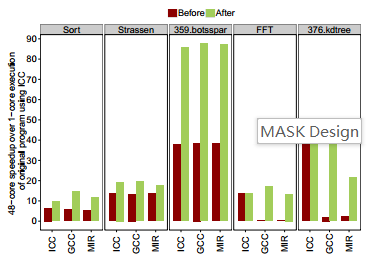 Before After
Sort Strassen 359.botsspar FFT 376.kdtree
48-core speedup over 1-core execution
of original program using ICC
90
80
70
60
50
40
30
20
10
0
MASK Design
ICC GCC MIR ICC GCC MIR ICC GCC MIR ICC GCC MIR ICC GCC MIR